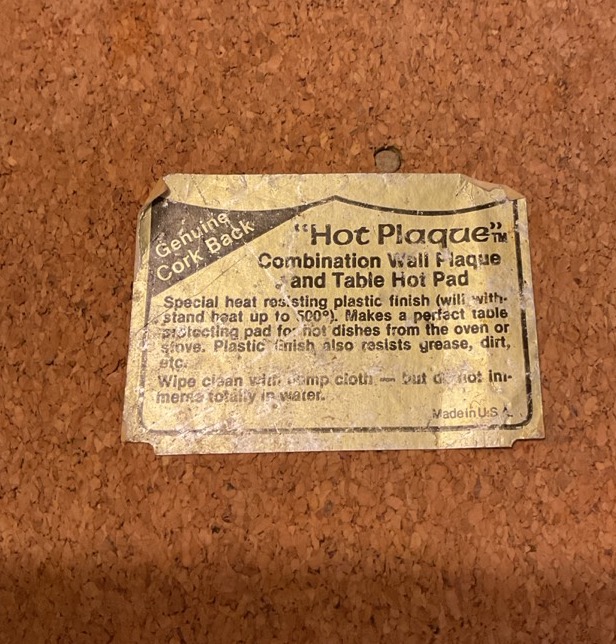 Genuine
Cork Back
"Hot Plaque"™
Combination Wall Plaque
and Table Hot Pad
Special heat resisting plastic finish (will with-
stand heat up to 500°). Makes a perfect table
protecting pad for hot dishes from the oven or
stove. Plastic finish also resists grease, dirt,
etc.
Wipe clean with damp cloth — but do not im-
merse totally in water.
Made in U.S.A.